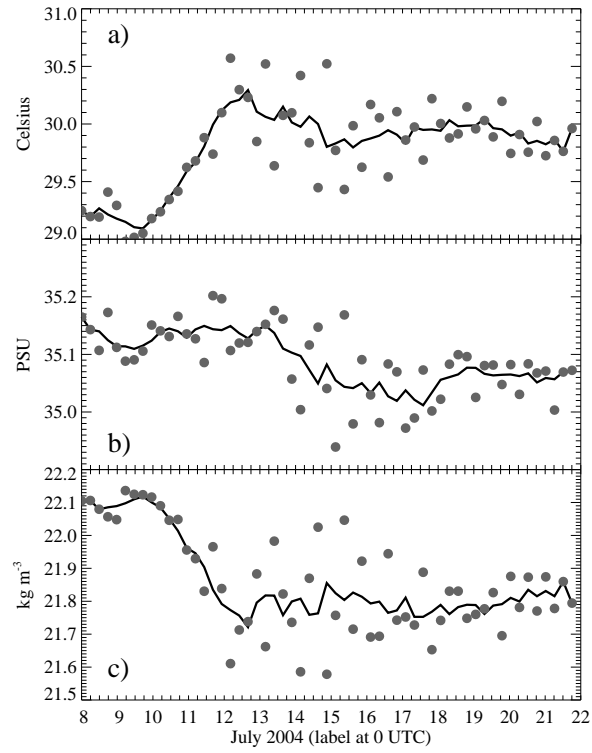 a)
31.0
30.5
30.0
29.5
29.0
Celsius
b)
35.2
35.1
35.0
PSU
c)
22.2
22.1
22.0
21.9
21.8
21.7
21.6
21.5
kg m-3
8 9 10 11 12 13 14 15 16 17 18 19 20 21 22
July 2004 (label at 0 UTC)